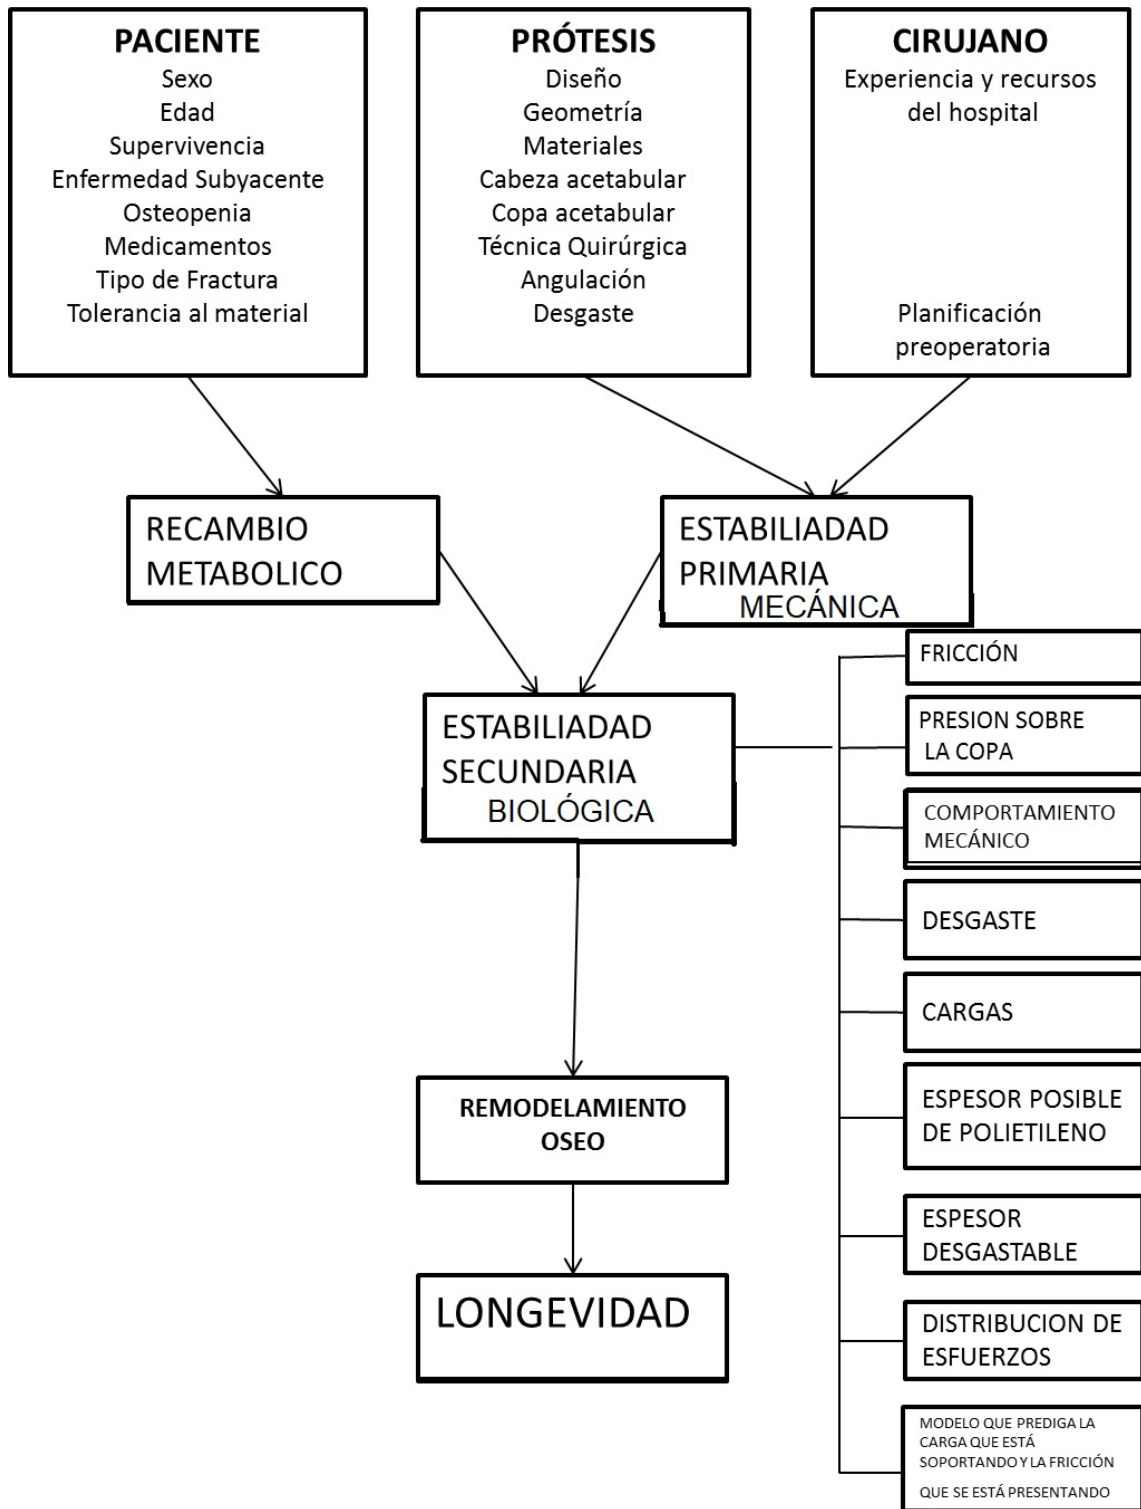 PACIENTE
Sexo
Edad
Supervivencia
Enfermedad Subyacente
Osteopenia
Medicamentos
Tipo de Fractura
Tolerancia al material
PRÓTESIS
Diseño
Geometría
Materiales
Cabeza acetabular
Copa acetabular
Técnica Quirúrgica
Angulación
Desgaste
CIRUJANO
Experiencia y recursos
del hospital
Planificación
preoperatoria
RECAMBIO
METABOLICO
ESTABILIADAD
PRIMARIA
MECÁNICA
ESTABILIADAD
SECUNDARIA
BIOLÓGICA
REMODELAMIENTO
OSEO
LONGEVIDAD
FRICCIÓN
PRESION SOBRE
LA COPA
COMPORTAMIENTO
MECÁNICO
DESGASTE
CARGAS
ESPESOR POSIBLE
DE POLIETILENO
ESPESOR
DESGASTABLE
DISTRIBUCION DE
ESFUERZOS
MODELO QUE PREDIGA LA
CARGA QUE ESTÁ
SOPORTANDO Y LA FRICCIÓN
QUE SE ESTÁ PRESENTANDO